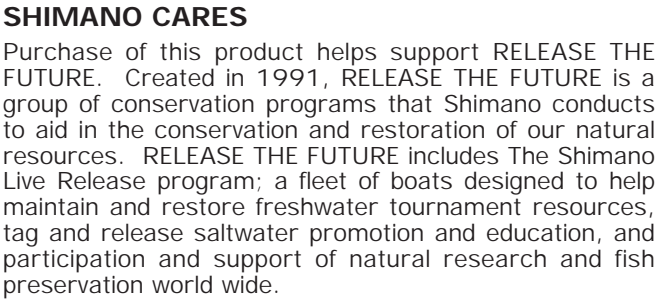 SHIMANO CARES
Purchase of this product helps support RELEASE THE
FUTURE. Created in 1991, RELEASE THE FUTURE is a
group of conservation programs that Shimano conducts
to aid in the conservation and restoration of our natural
resources. RELEASE THE FUTURE includes The Shimano
Live Release program; a fleet of boats designed to help
maintain and restore freshwater tournament resources,
tag and release saltwater promotion and education, and
participation and support of natural research and fish
preservation world wide.